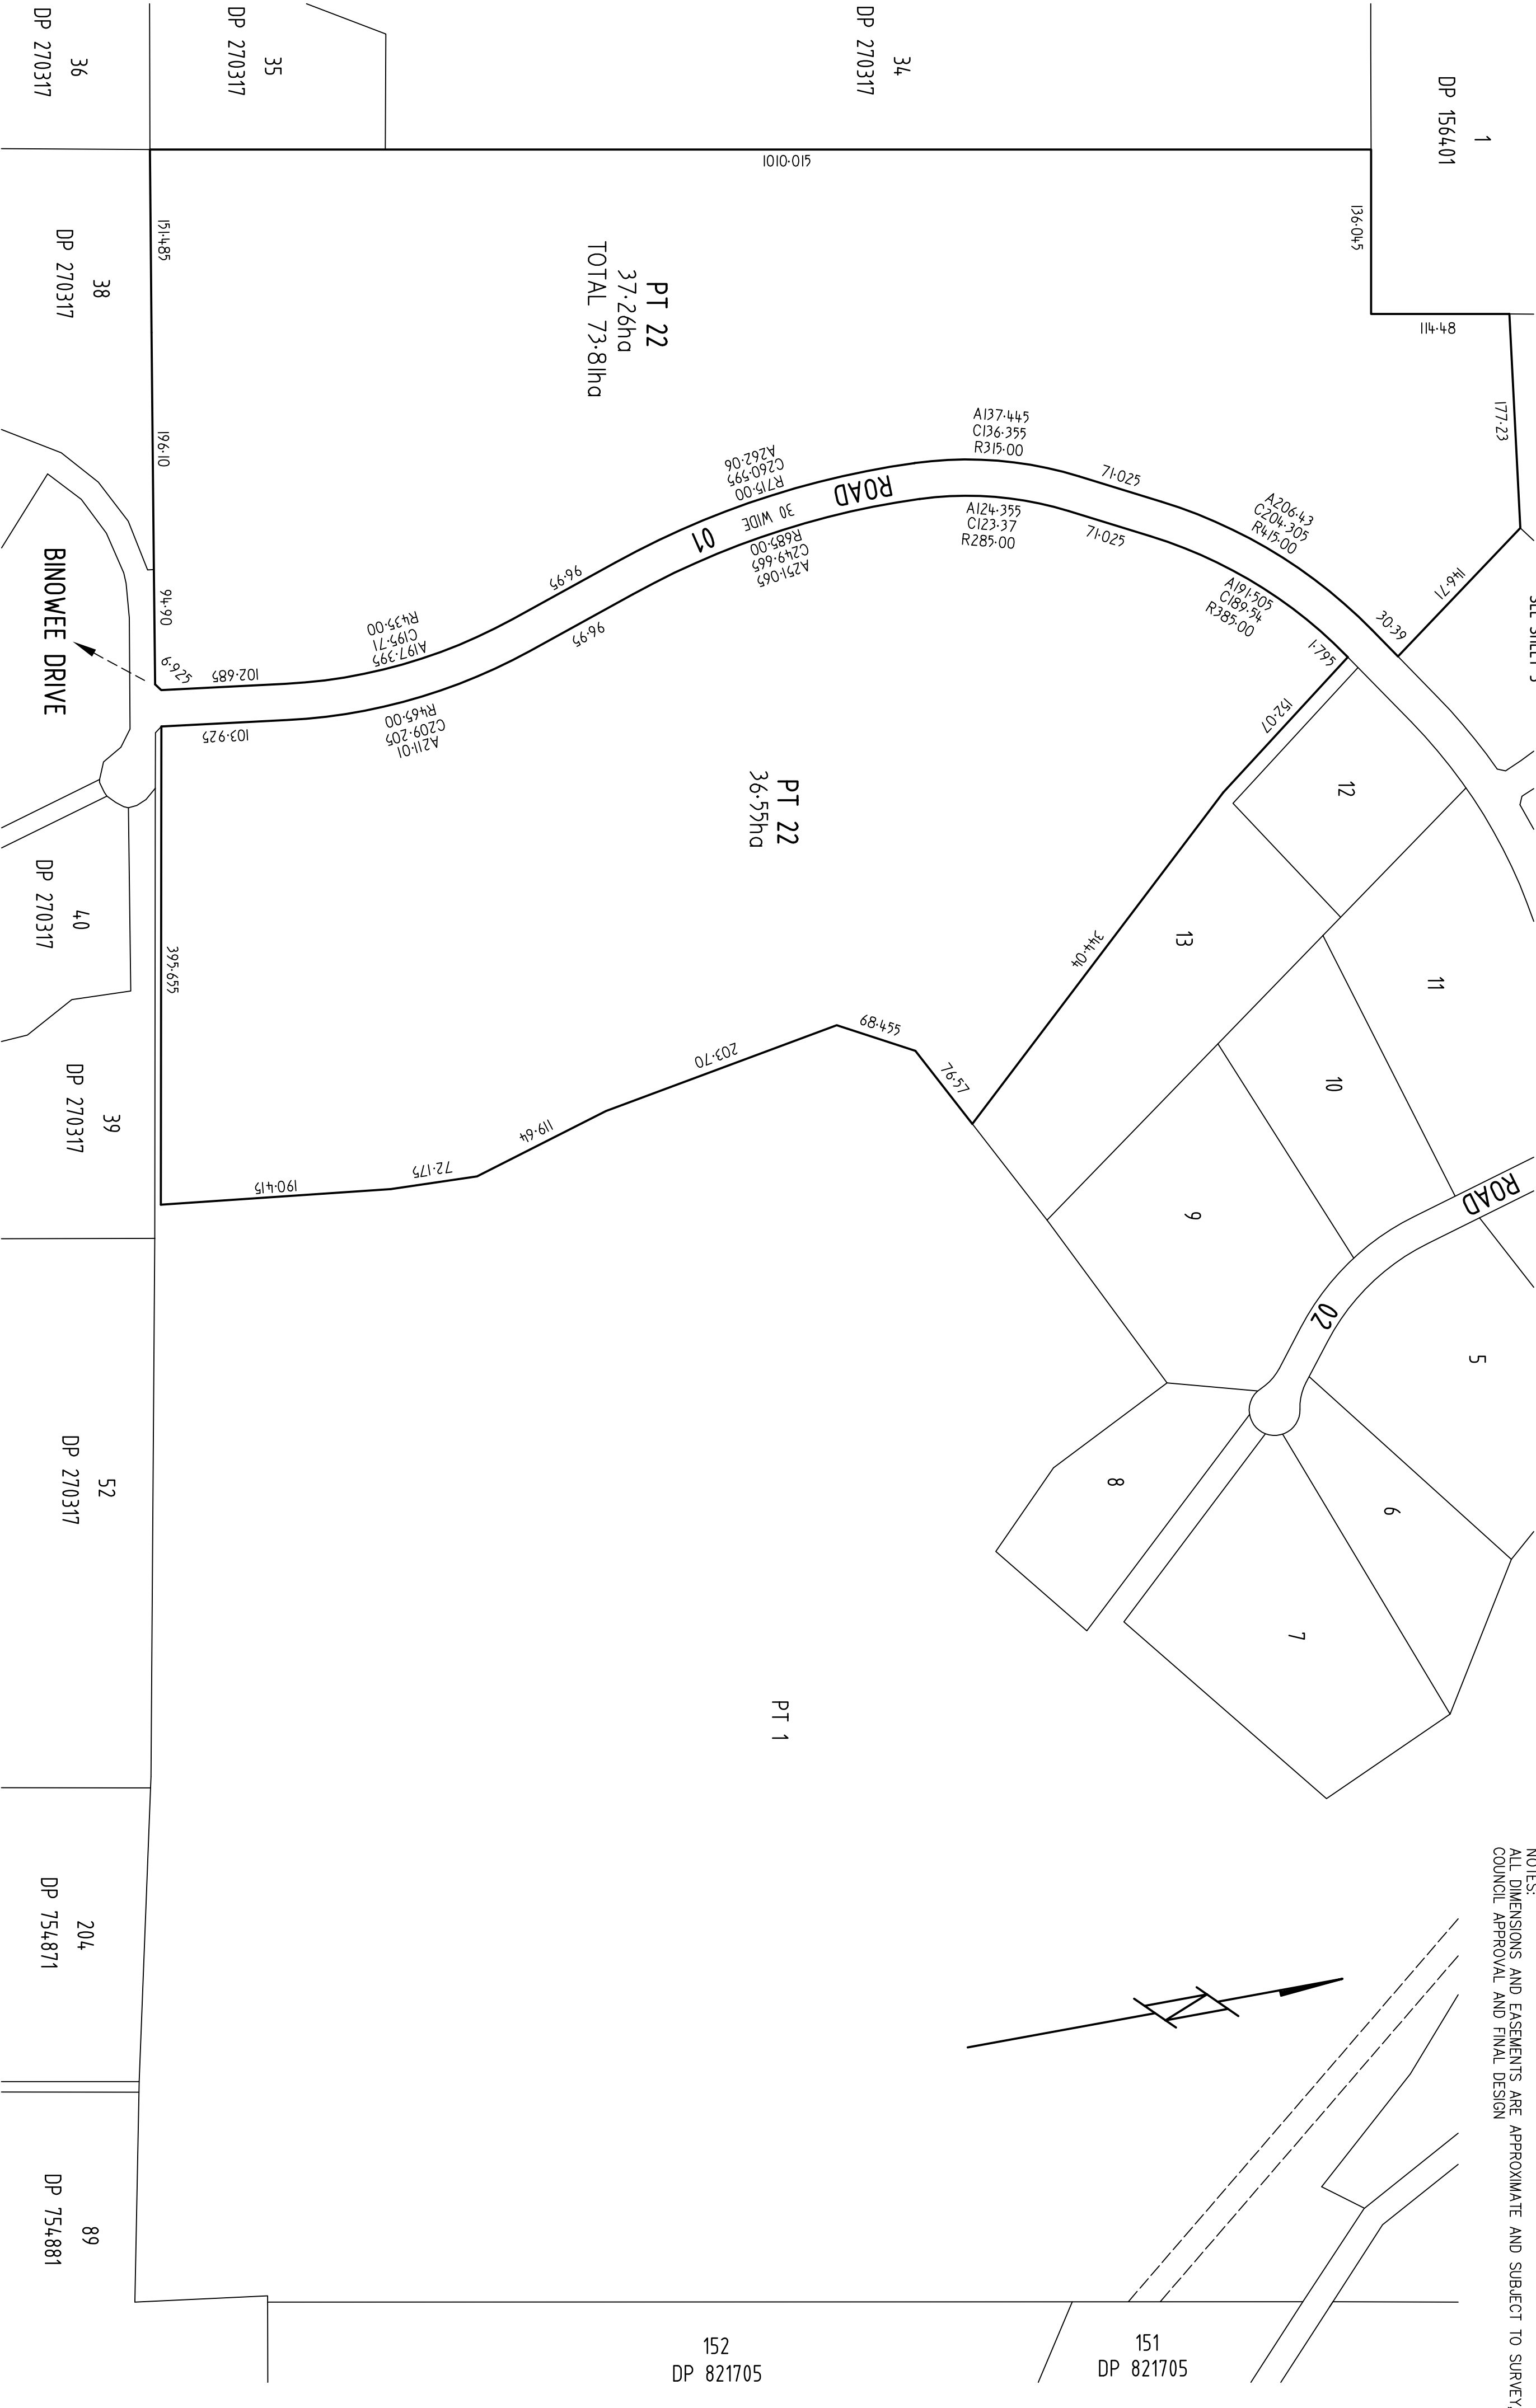 36
DP 270317
35
DP 270317
34
DP 270317
1
DP 156401
1010·015
136·045
114·48
177·23
146·71
30·39
151·485
196·10
94·90
6·925
102·685
38
DP 270317
PT 22
37·26ha
TOTAL 73·81ha
A137·445
C136·355
R315·00
71·025
A206·43
C204·305
R415·00
A262·06
C260·595
R715·00
ROAD
30 WIDE
01
A124·355
C123·37
R285·00
71·025
A191·505
C189·54
R385·00
1·795
R685·00
C249·665
A251·065
96·95
96·95
R435·00
C195·71
A197·395
R465·00
C209·205
A211·01
103·925
BINOWEE DRIVE
PT 22
36·55ha
152·07
344·04
76·57
68·455
203·70
119·64
72·175
190·415
395·655
12
13
11
10
9
ROAD
02
5
6
7
8
40
DP 270317
39
DP 270317
52
DP 270317
PT 1
204
DP 754871
89
DP 754881
152
DP 821705
151
DP 821705
NOTES:
ALL DIMENSIONS AND EASEMENTS ARE APPROXIMATE AND SUBJECT TO SURVEY,
COUNCIL APPROVAL AND FINAL DESIGN